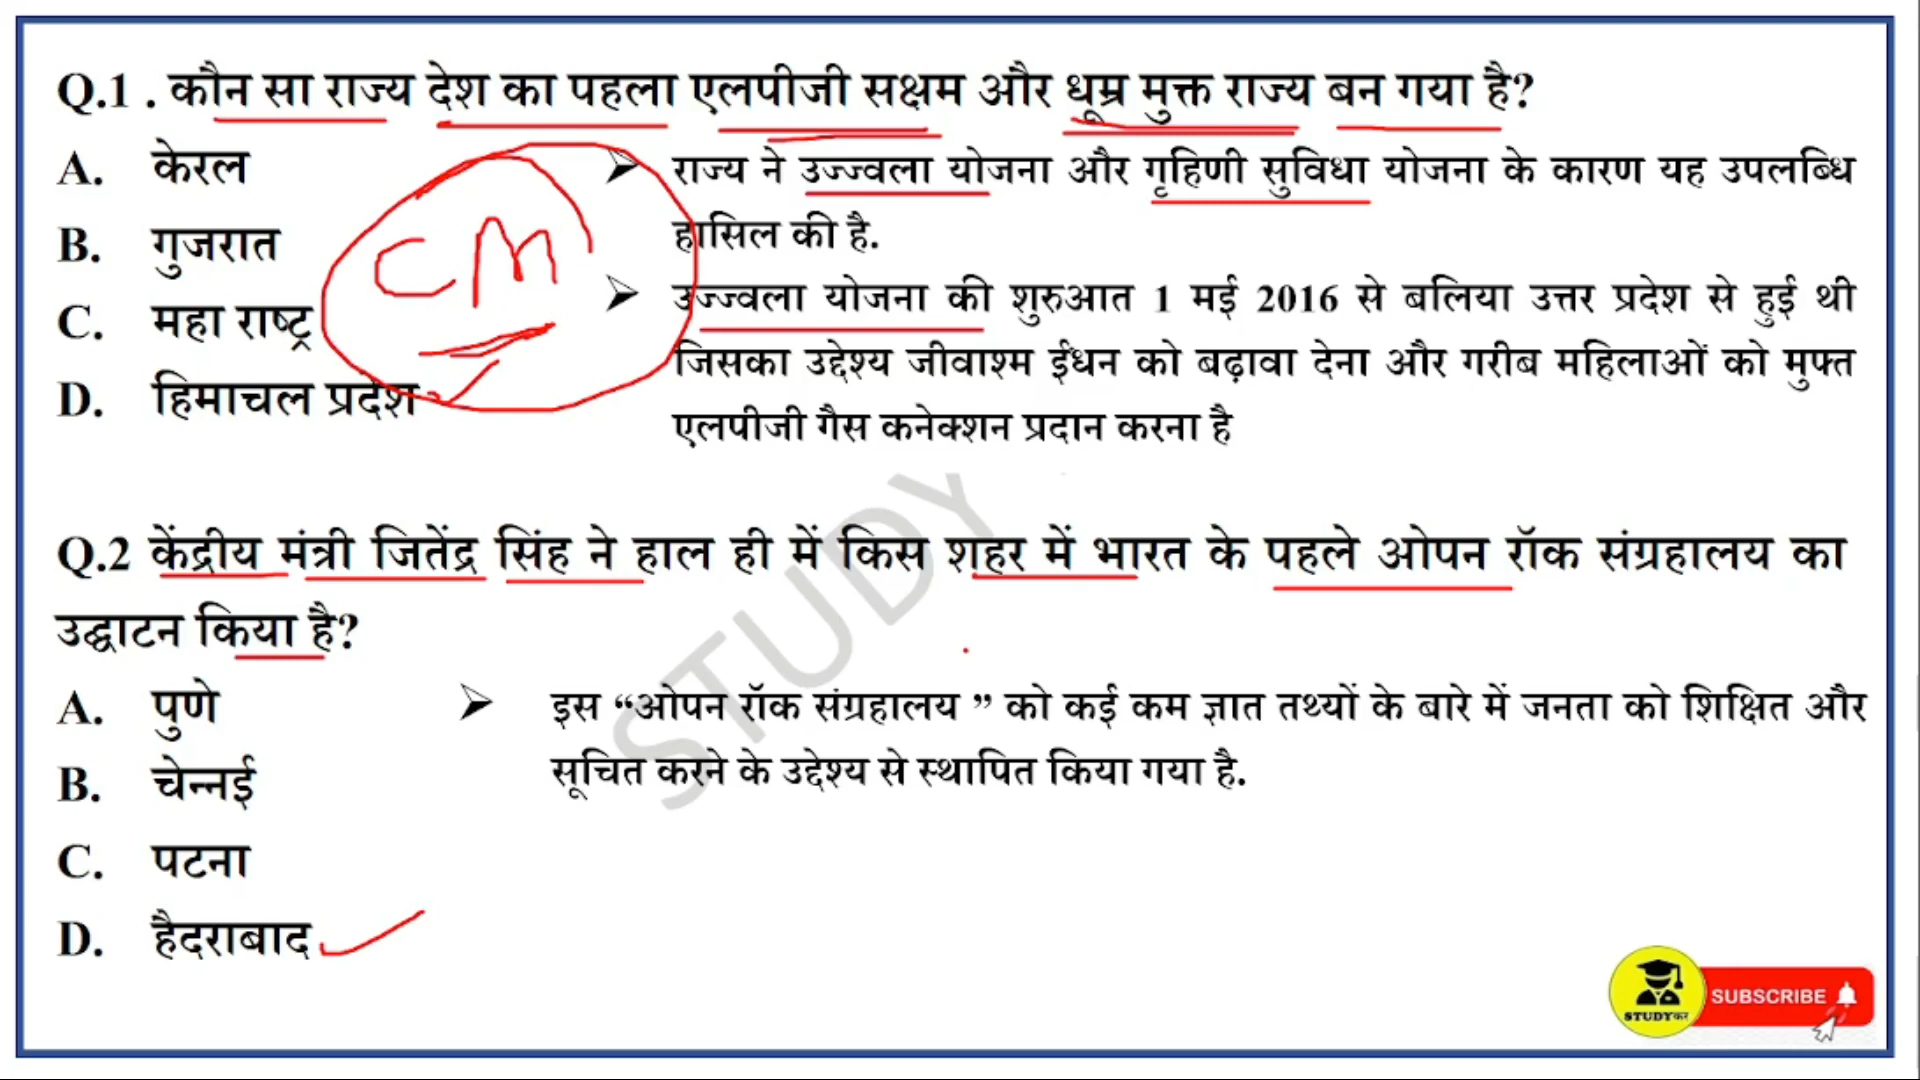 Q.1 . कौन सा राज्य देश का पहला एलपीजी सक्षम और धूम्र मुक्त राज्य बन गया है?
A. केरल
B. गुजरात
C. महा राष्ट्र
D. हिमाचल प्रदेश
CM
➤ राज्य ने उज्ज्वला योजना और गृहिणी सुविधा योजना के कारण यह उपलब्धि
हासिल की है.
➤ उज्ज्वला योजना की शुरुआत 1 मई 2016 से बलिया उत्तर प्रदेश से हुई थी
जिसका उद्देश्य जीवाश्म ईंधन को बढ़ावा देना और गरीब महिलाओं को मुफ्त
एलपीजी गैस कनेक्शन प्रदान करना है
Q.2 केंद्रीय मंत्री जितेंद्र सिंह ने हाल ही में किस शहर में भारत के पहले ओपन रॉक संग्रहालय का
उद्घाटन किया है?
A. पुणे
B. चेन्नई
C. पटना
D. हैदराबाद
➤ इस “ओपन रॉक संग्रहालय ” को कई कम ज्ञात तथ्यों के बारे में जनता को शिक्षित और
सूचित करने के उद्देश्य से स्थापित किया गया है.
STUDY
STUDYकर
SUBSCRIBE